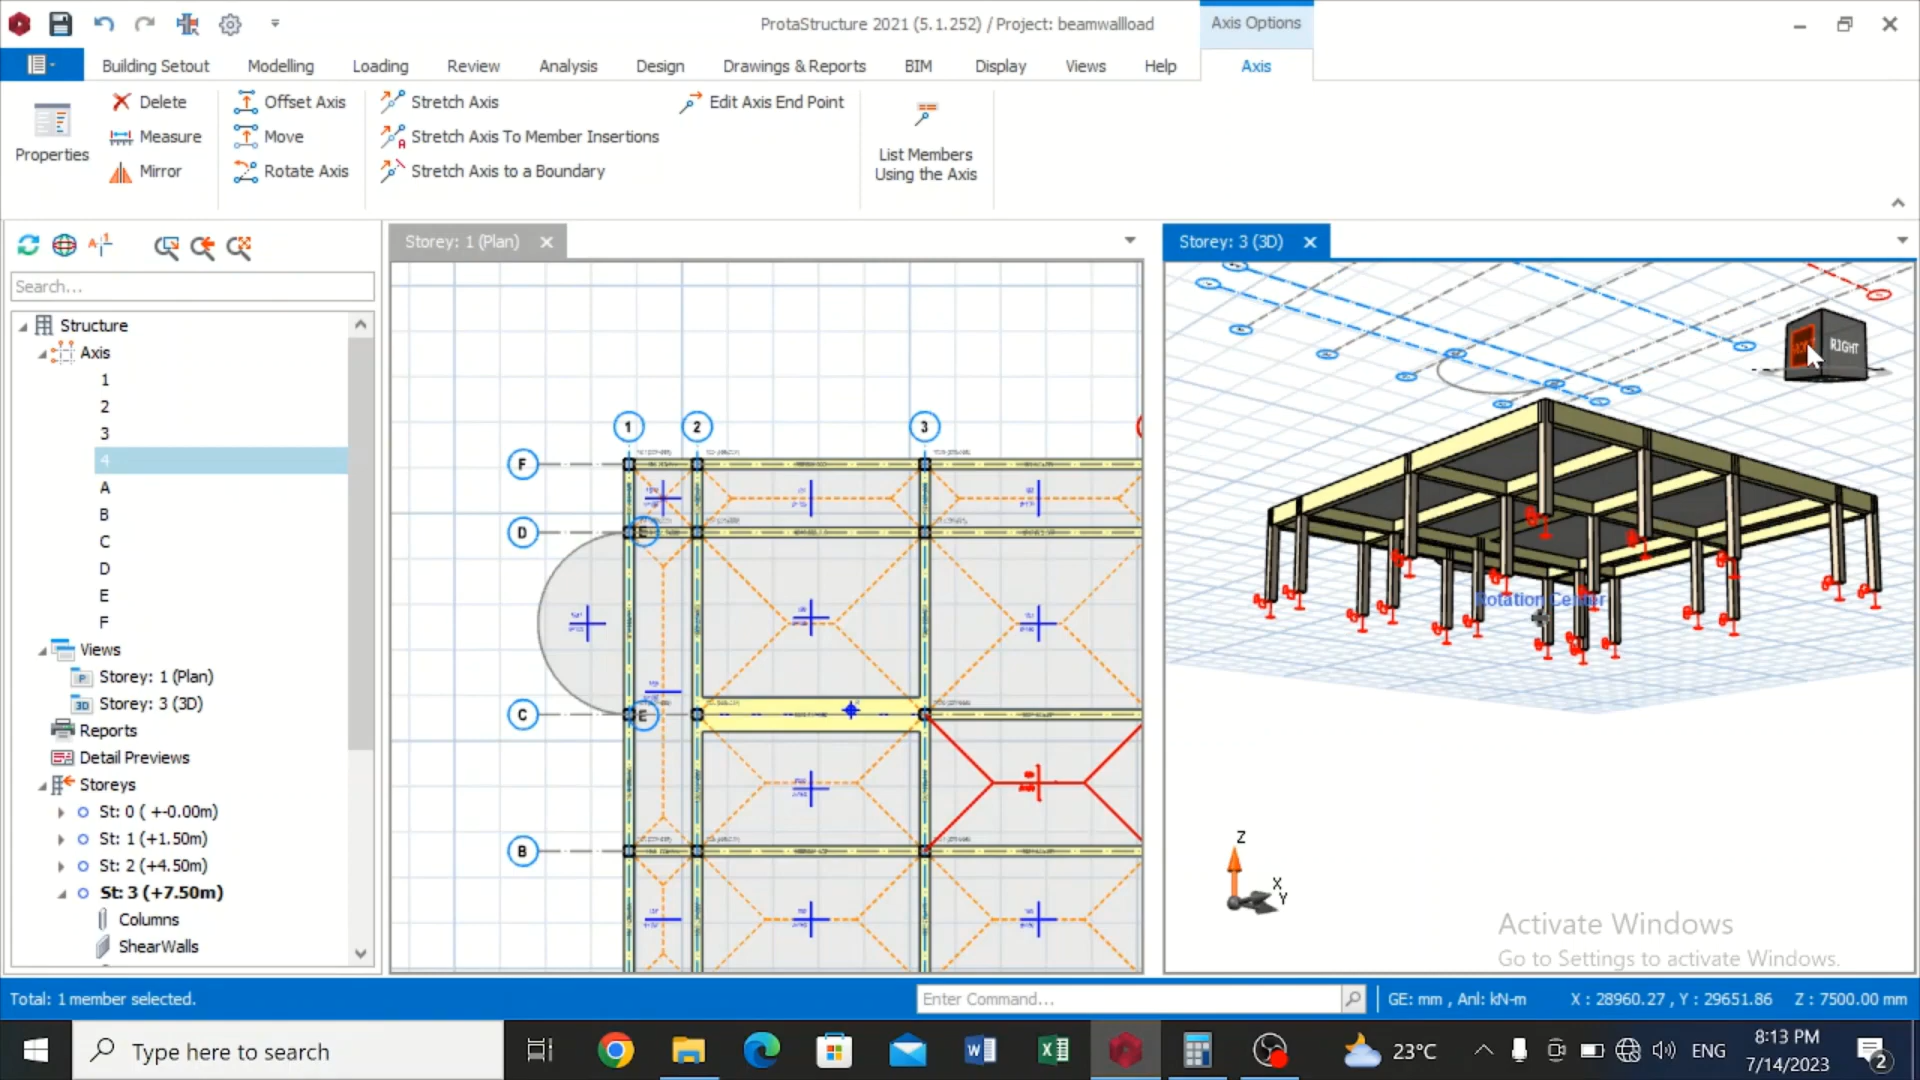 ProtaStructure 2021 (5.1.252) / Project: beamwallload
Axis Options
Building Setout
Modelling
Loading
Review
Analysis
Design
Drawings & Reports
BIM
Display
Views
Help
Axis
Properties
Delete
Measure
Mirror
Offset Axis
Move
Rotate Axis
Stretch Axis
Stretch Axis To Member Insertions
Stretch Axis to a Boundary
Edit Axis End Point
List Members
Using the Axis
Search...
Structure
Axis
1
2
3
4
A
B
C
D
E
F
Views
Storey: 1 (Plan)
Storey: 3 (3D)
Reports
Detail Previews
Storeys
St: 0 ( +-0.00m)
St: 1 (+1.50m)
St: 2 (+4.50m)
St: 3 (+7.50m)
Columns
ShearWalls
Storey: 1 (Plan)
1
2
3
F
D
E
C
E
B
Storey: 3 (3D)
RIGHT
Rotation Center
Z
X
Y
Activate Windows
Go to Settings to activate Windows.
Total: 1 member selected.
Enter Command...
GE: mm , Anl: kN-m
X : 28960.27 , Y : 29651.86
Z : 7500.00 mm
Type here to search
23°C
ENG
8:13 PM
7/14/2023
2